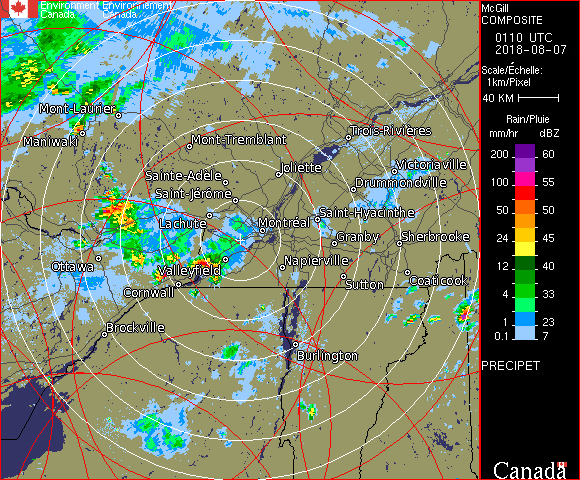 Environment Environnement
Canada Canada
McGill
COMPOSITE
0110 UTC
2018-08-07
Scale/Échelle:
1km/Pixel
40 KM
Rain/Pluie
mm/hr dBZ
200 60
100 55
50 50
24 45
12 40
4 33
1 23
0.1 7
PRECIPET
Canada
Mont-Laurier
Maniwaki
Mont-Tremblant
Trois-Rivières
Joliette
Victoriaville
Sainte-Adèle
Drummondville
Saint-Jérôme
Lachute
Saint-Hyacinthe
Montréal
Granby
Sherbrooke
Ottawa
Valleyfield
Napierville
Coaticook
Sutton
Cornwall
Brockville
Burlington